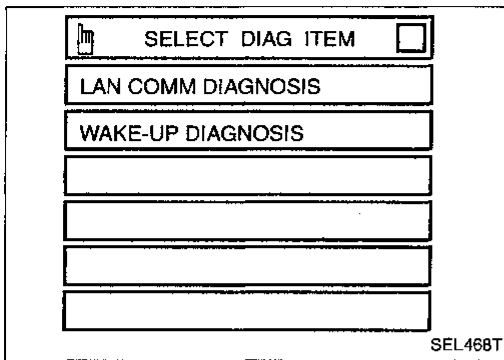 SELECT DIAG ITEM
LAN COMM DIAGNOSIS
WAKE-UP DIAGNOSIS
SEL468T